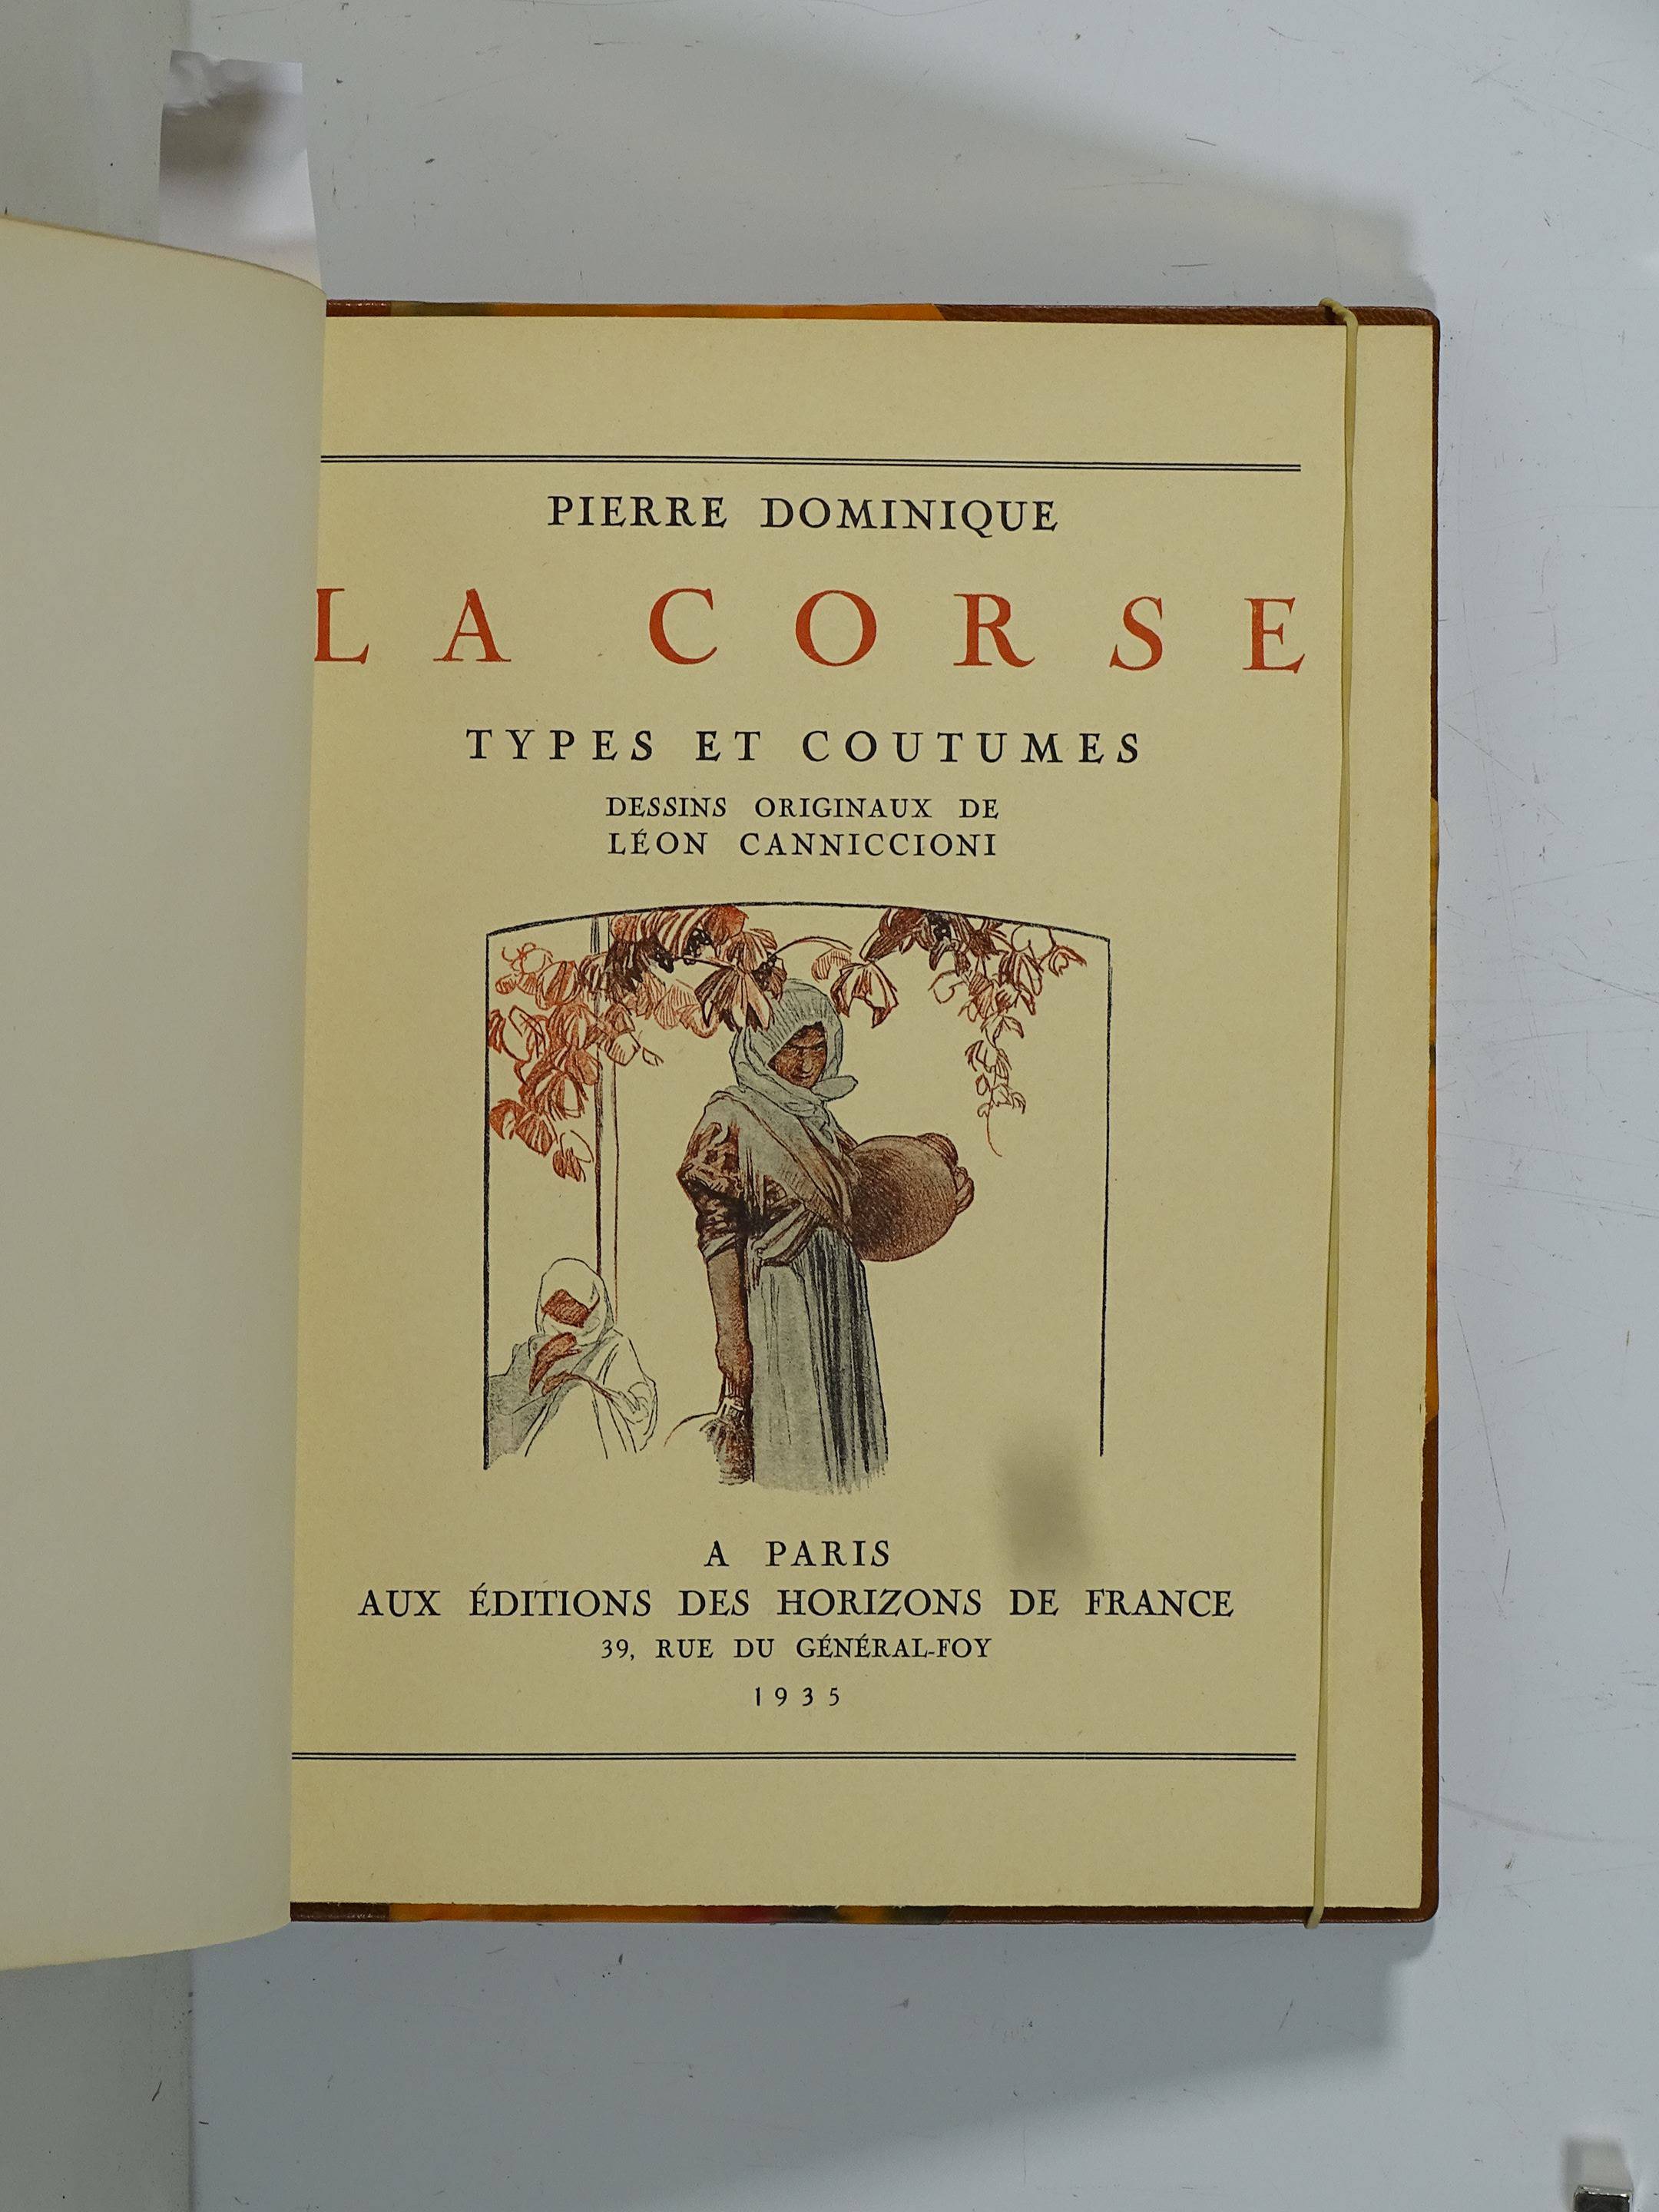 PIERRE DOMINIQUE
LA CORSE
TYPES ET COUTUMES
DESSINS ORIGINAUX DE
LÉON CANNICCIONI
A PARIS
AUX ÉDITIONS DES HORIZONS DE FRANCE
39, RUE DU GÉNÉRAL-FOY
1935